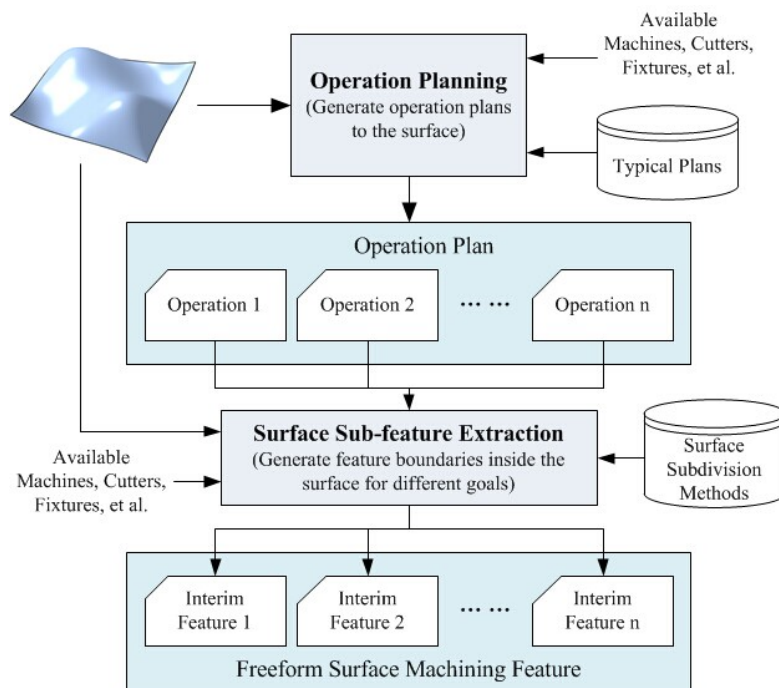 Available
Machines, Cutters,
Fixtures, et al.
Operation Planning
(Generate operation plans
to the surface)
Typical Plans
Operation Plan
Operation 1
Operation 2
... ...
Operation n
Surface Sub-feature Extraction
(Generate feature boundaries inside the
surface for different goals)
Available
Machines, Cutters,
Fixtures, et al.
Surface
Subdivision
Methods
Interim
Feature 1
Interim
Feature 2
... ...
Interim
Feature n
Freeform Surface Machining Feature